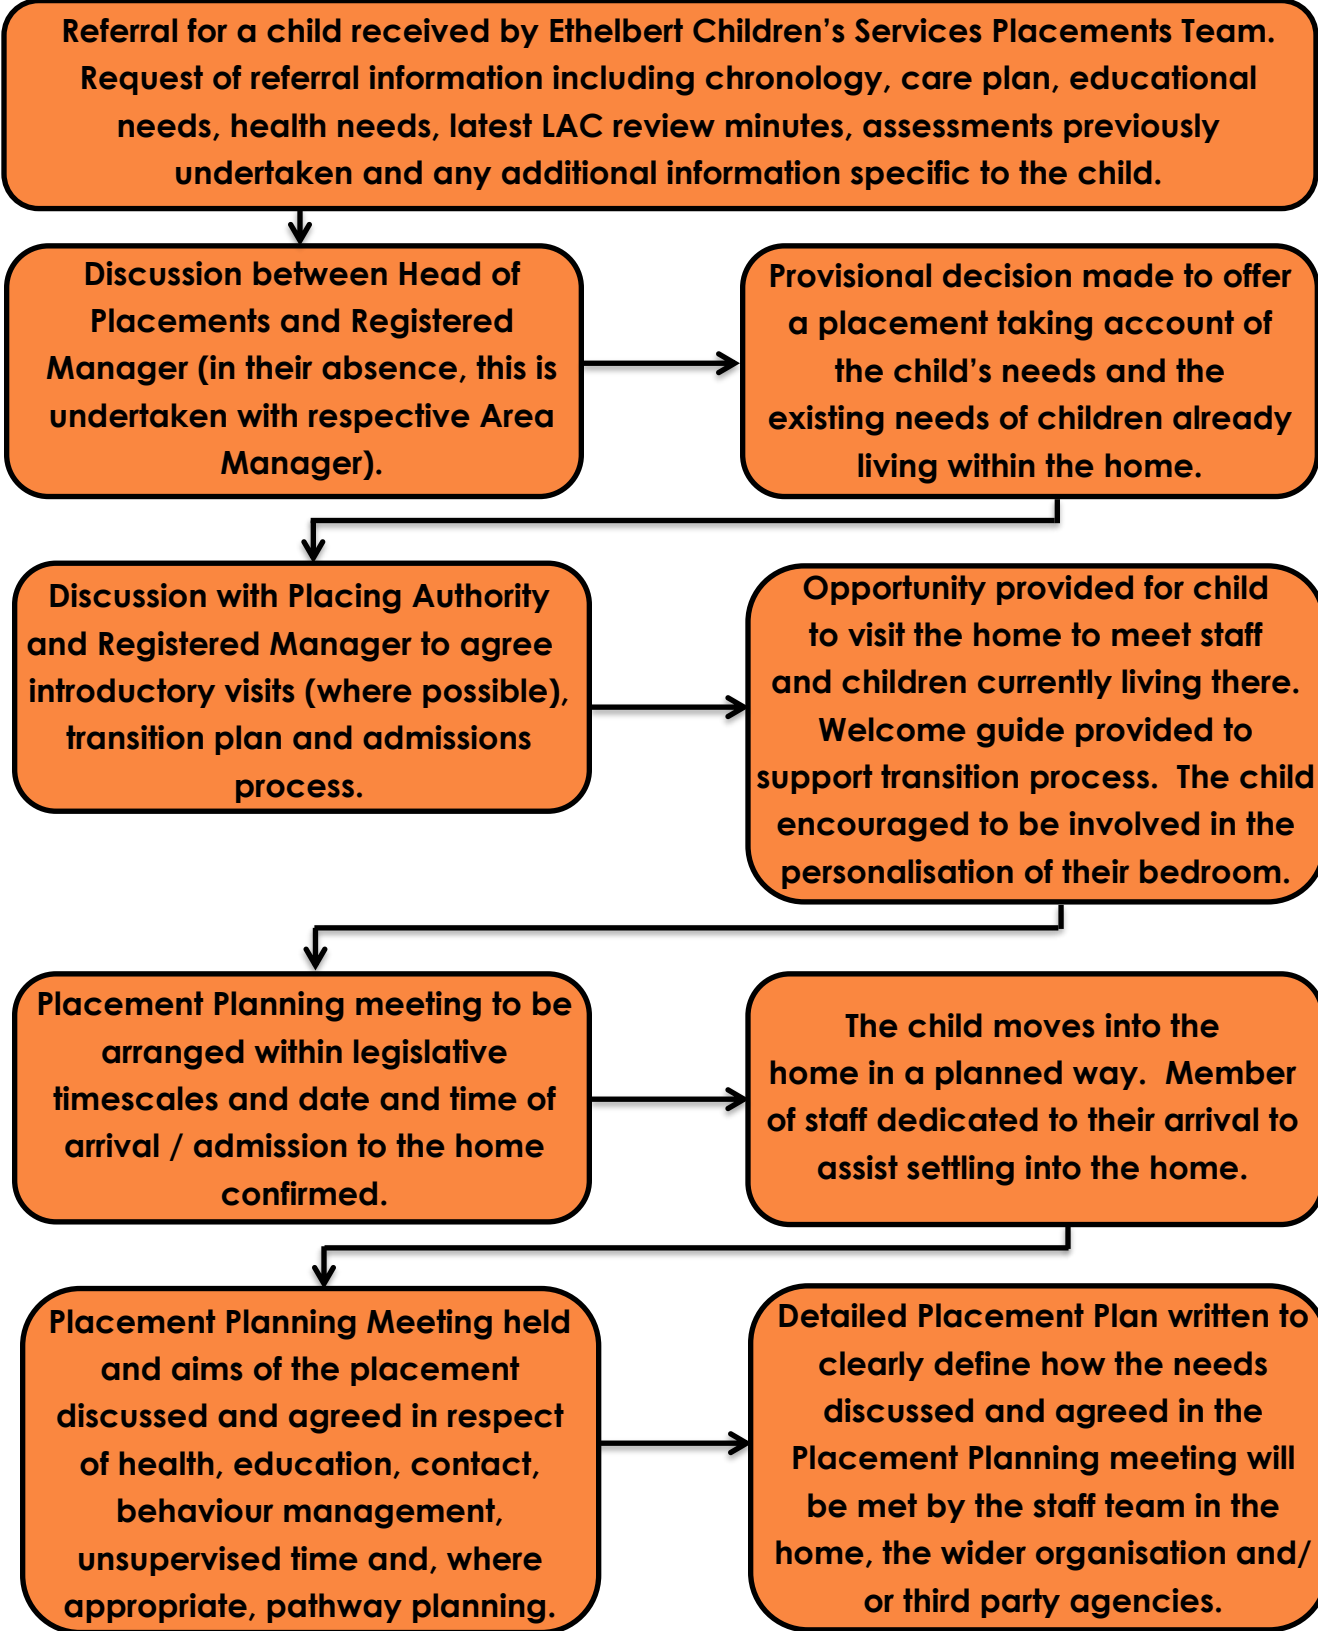 Referral for a child received by Ethelbert Children’s Services Placements Team.
Request of referral information including chronology, care plan, educational
needs, health needs, latest LAC review minutes, assessments previously
undertaken and any additional information specific to the child.
Discussion between Head of
Placements and Registered
Manager (in their absence, this is
undertaken with respective Area
Manager).
Provisional decision made to offer
a placement taking account of
the child’s needs and the
existing needs of children already
living within the home.
Discussion with Placing Authority
and Registered Manager to agree
introductory visits (where possible),
transition plan and admissions
process.
Opportunity provided for child
to visit the home to meet staff
and children currently living there.
Welcome guide provided to
support transition process.  The child
encouraged to be involved in the
personalisation of their bedroom.
Placement Planning meeting to be
arranged within legislative
timescales and date and time of
arrival / admission to the home
confirmed.
The child moves into the
home in a planned way.  Member
of staff dedicated to their arrival to
assist settling into the home.
Placement Planning Meeting held
and aims of the placement
discussed and agreed in respect
of health, education, contact,
behaviour management,
unsupervised time and, where
appropriate, pathway planning.
Detailed Placement Plan written to
clearly define how the needs
discussed and agreed in the
Placement Planning meeting will
be met by the staff team in the
home, the wider organisation and/
or third party agencies.